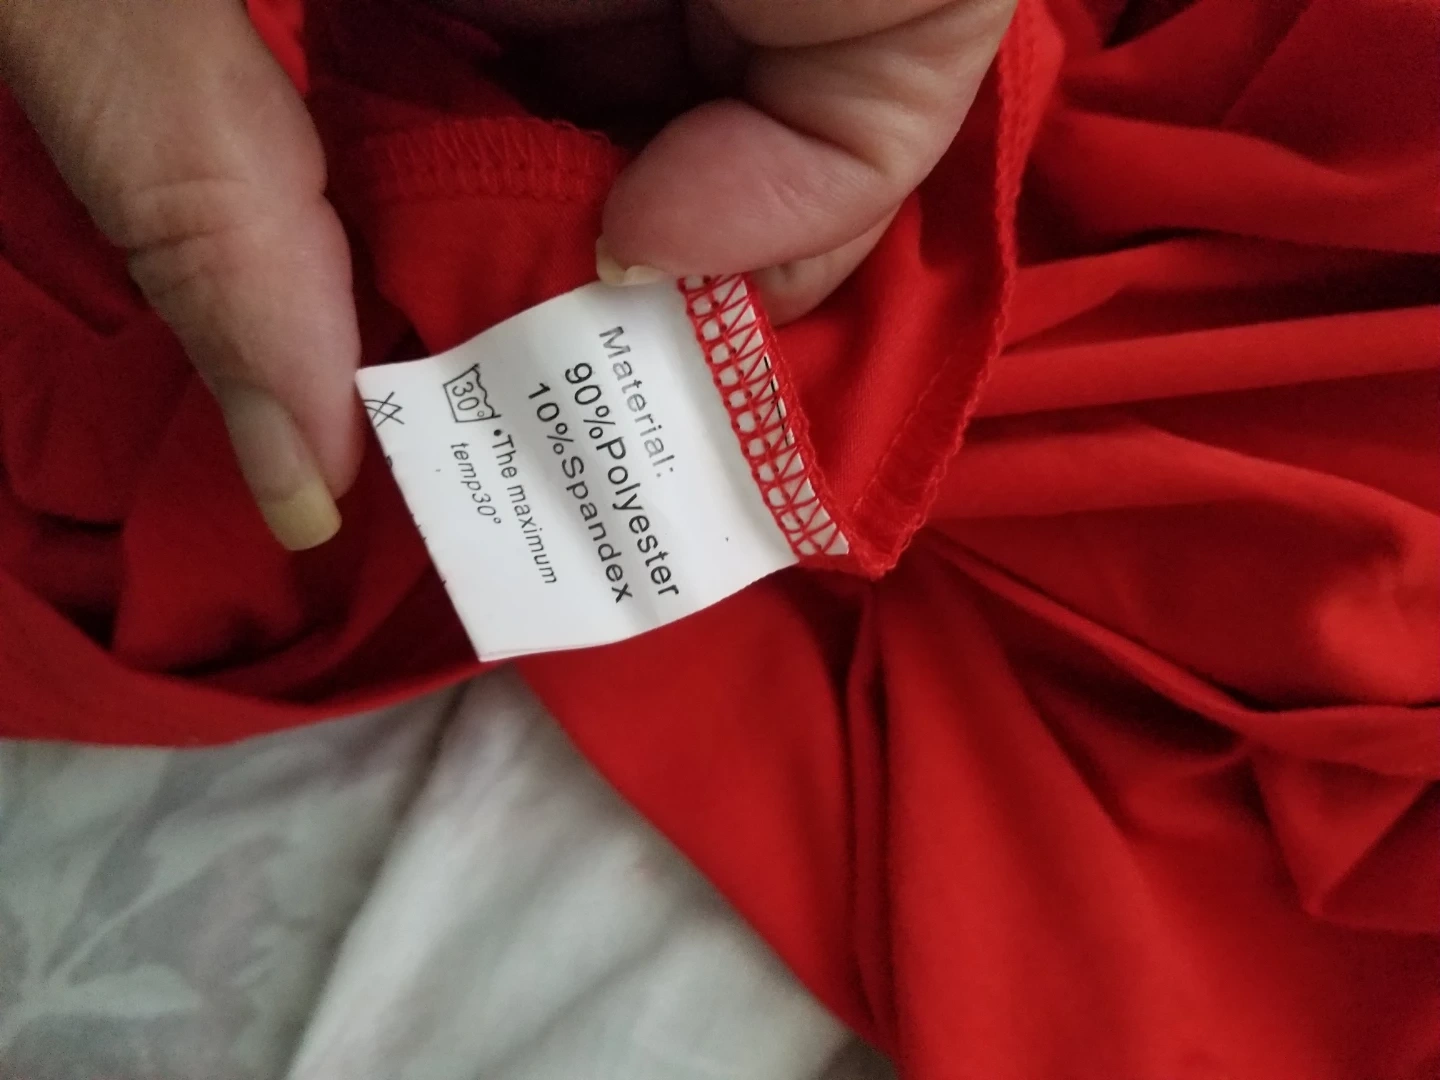 Material:
90%Polyester
10%Spandex
30°
•The maximum
temp30°